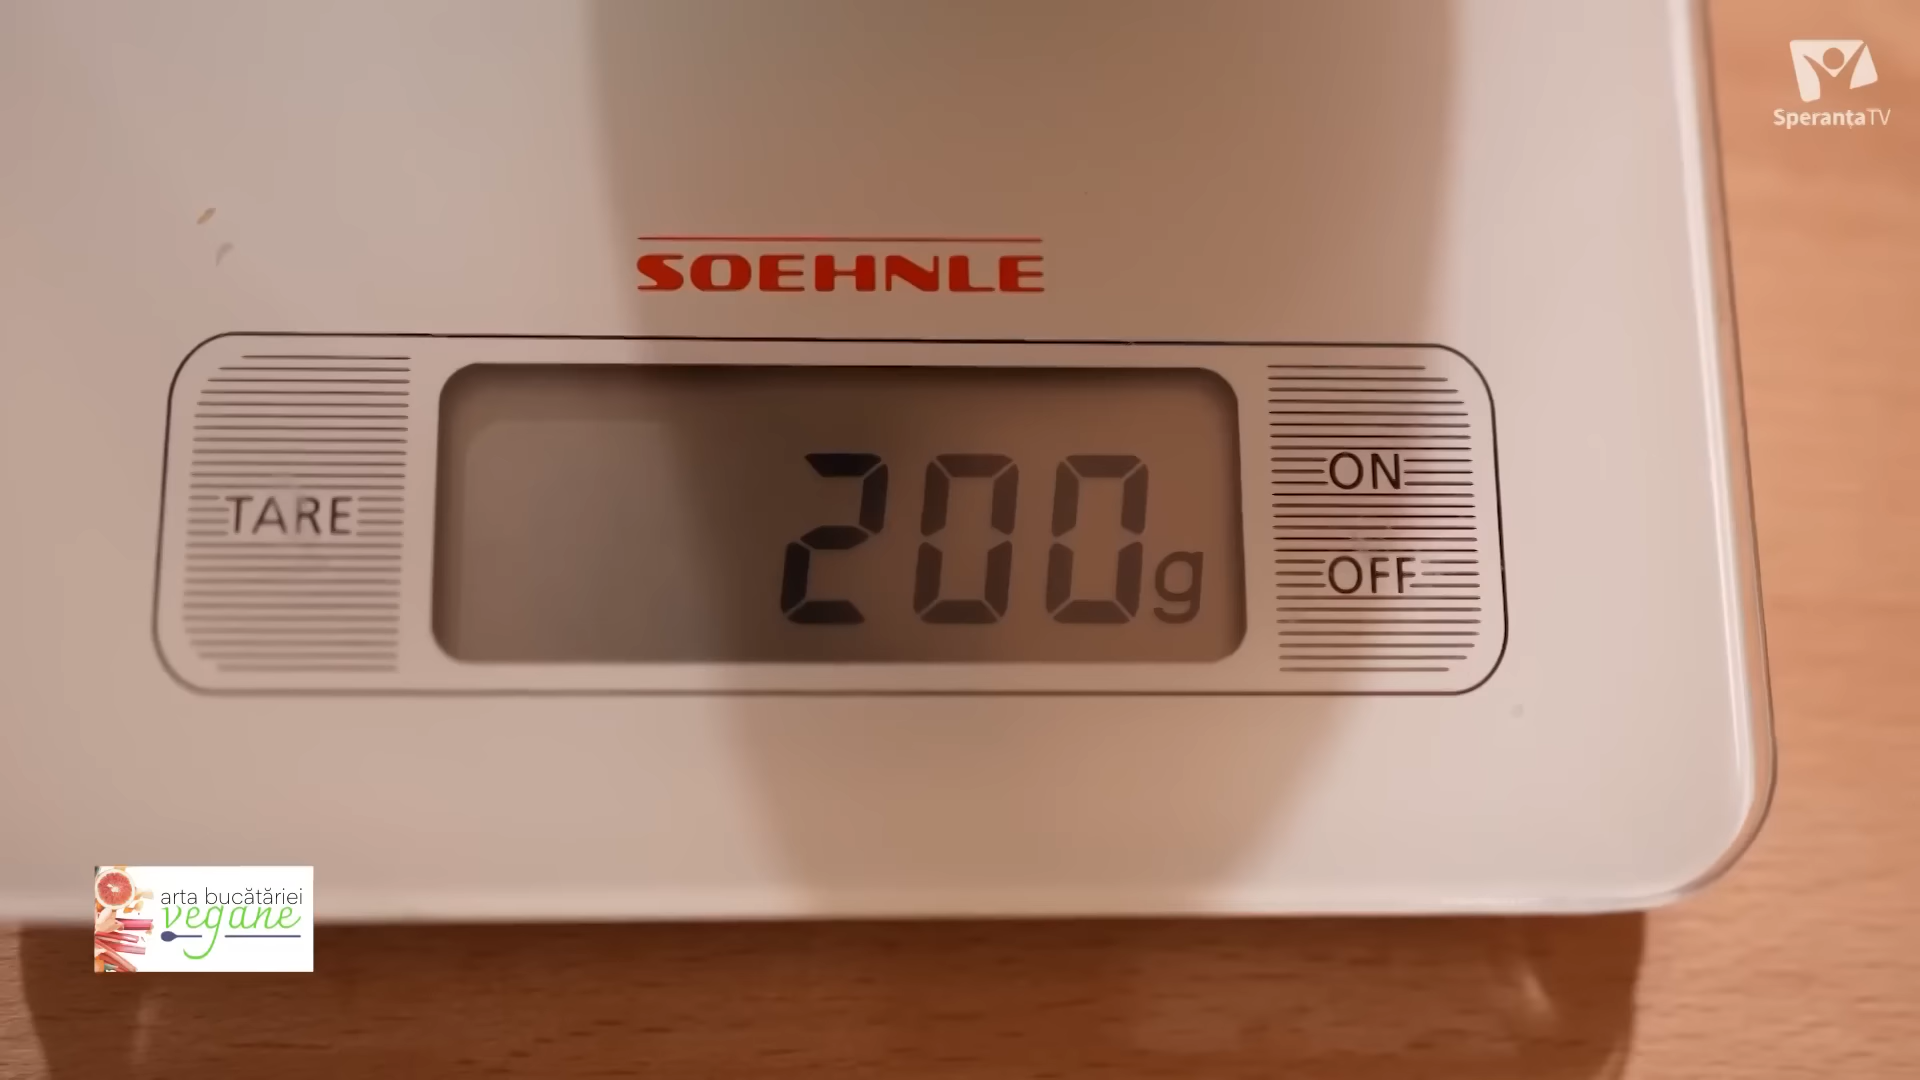 SperanțaTV
SOEHNLE
TARE
200g
ON
OFF
arta bucătăriei
vegane